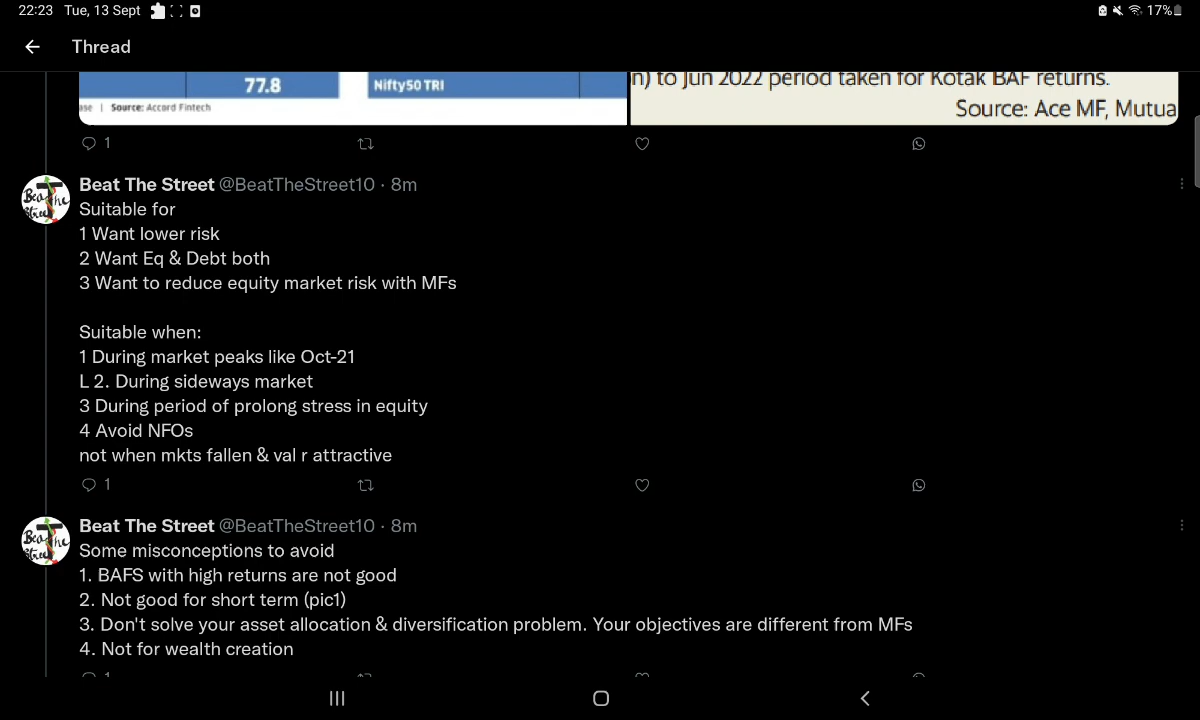 22:23 Tue, 13 Sept
17%
Thread
77.8
Nifty50 TRI
n) to Jun 2022 period taken for Kotak BAF returns.
ase | Source: Accord Fintech
Source: Ace MF, Mutua
1
Beat The Street @BeatTheStreet10 · 8m
Suitable for
1 Want lower risk
2 Want Eq & Debt both
3 Want to reduce equity market risk with MFs
Suitable when:
1 During market peaks like Oct-21
L 2. During sideways market
3 During period of prolong stress in equity
4 Avoid NFOs
not when mkts fallen & val r attractive
1
Beat The Street @BeatTheStreet10 · 8m
Some misconceptions to avoid
1. BAFS with high returns are not good
2. Not good for short term (pic1)
3. Don't solve your asset allocation & diversification problem. Your objectives are different from MFs
4. Not for wealth creation
1